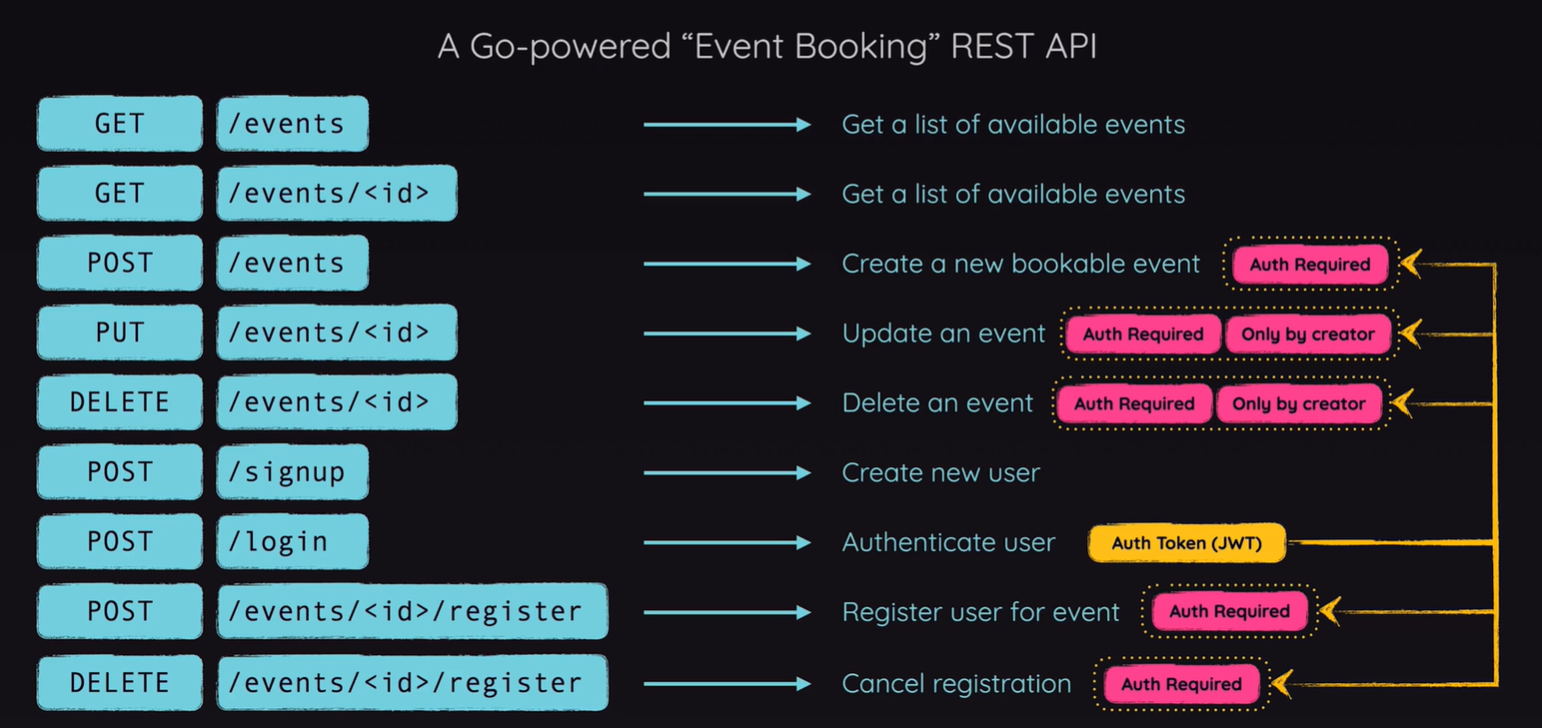 A Go-powered “Event Booking” REST API
GET /events Get a list of available events
GET /events/<id> Get a list of available events
POST /events Create a new bookable event Auth Required
PUT /events/<id> Update an event Auth Required Only by creator
DELETE /events/<id> Delete an event Auth Required Only by creator
POST /signup Create new user
POST /login Authenticate user Auth Token (JWT)
POST /events/<id>/register Register user for event Auth Required
DELETE /events/<id>/register Cancel registration Auth Required